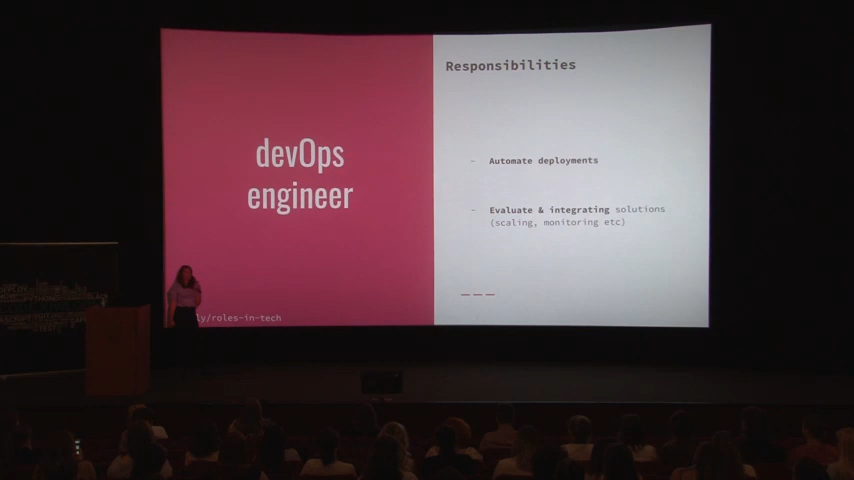 devOps
engineer
ly/roles-in-tech
Responsibilities
- Automate deployments
- Evaluate & integrating solutions
(scaling, monitoring etc)